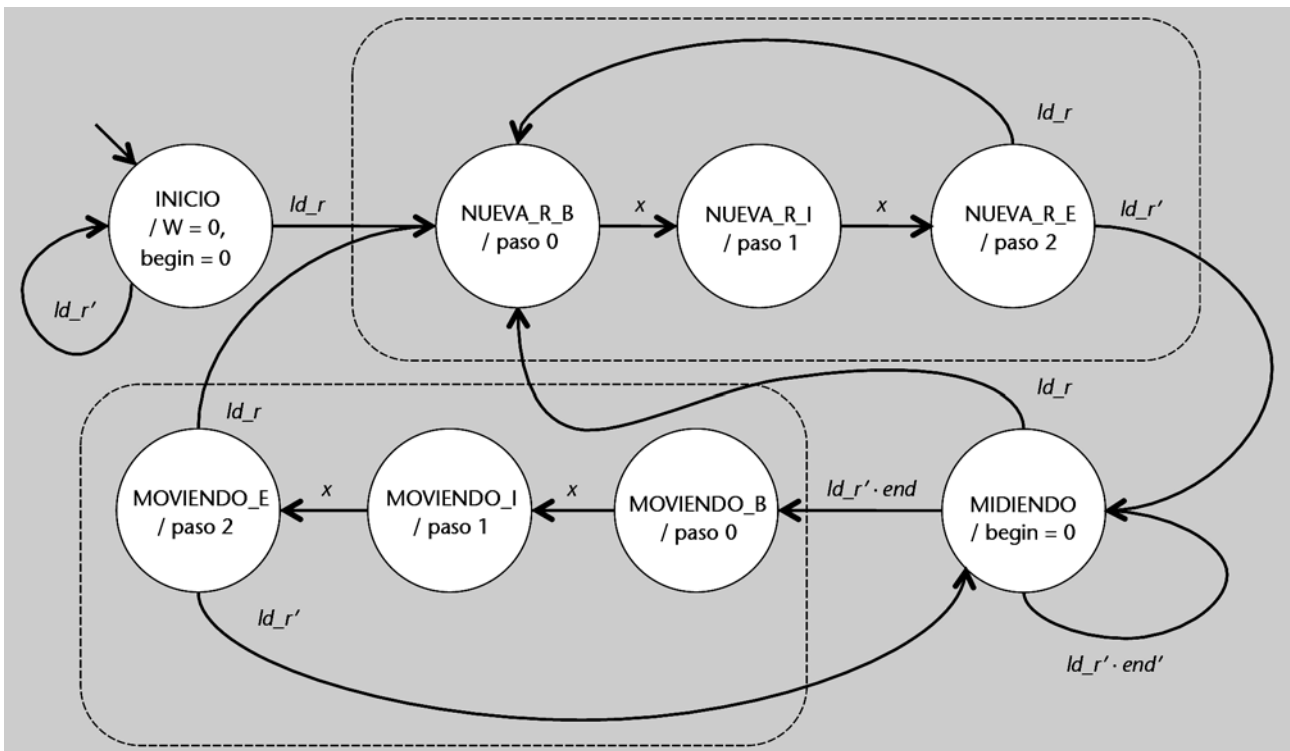 ld_r
INICIO
/ W = 0,
begin = 0
ld_r
NUEVA_R_B
/ paso 0
x
NUEVA_R_I
/ paso 1
x
NUEVA_R_E
/ paso 2
ld_r'
ld_r'
ld_r
ld_r
MOVIENDO_E
/ paso 2
x
MOVIENDO_I
/ paso 1
x
MOVIENDO_B
/ paso 0
ld_r' · end
MIDIENDO
/ begin = 0
ld_r'
ld_r' · end'